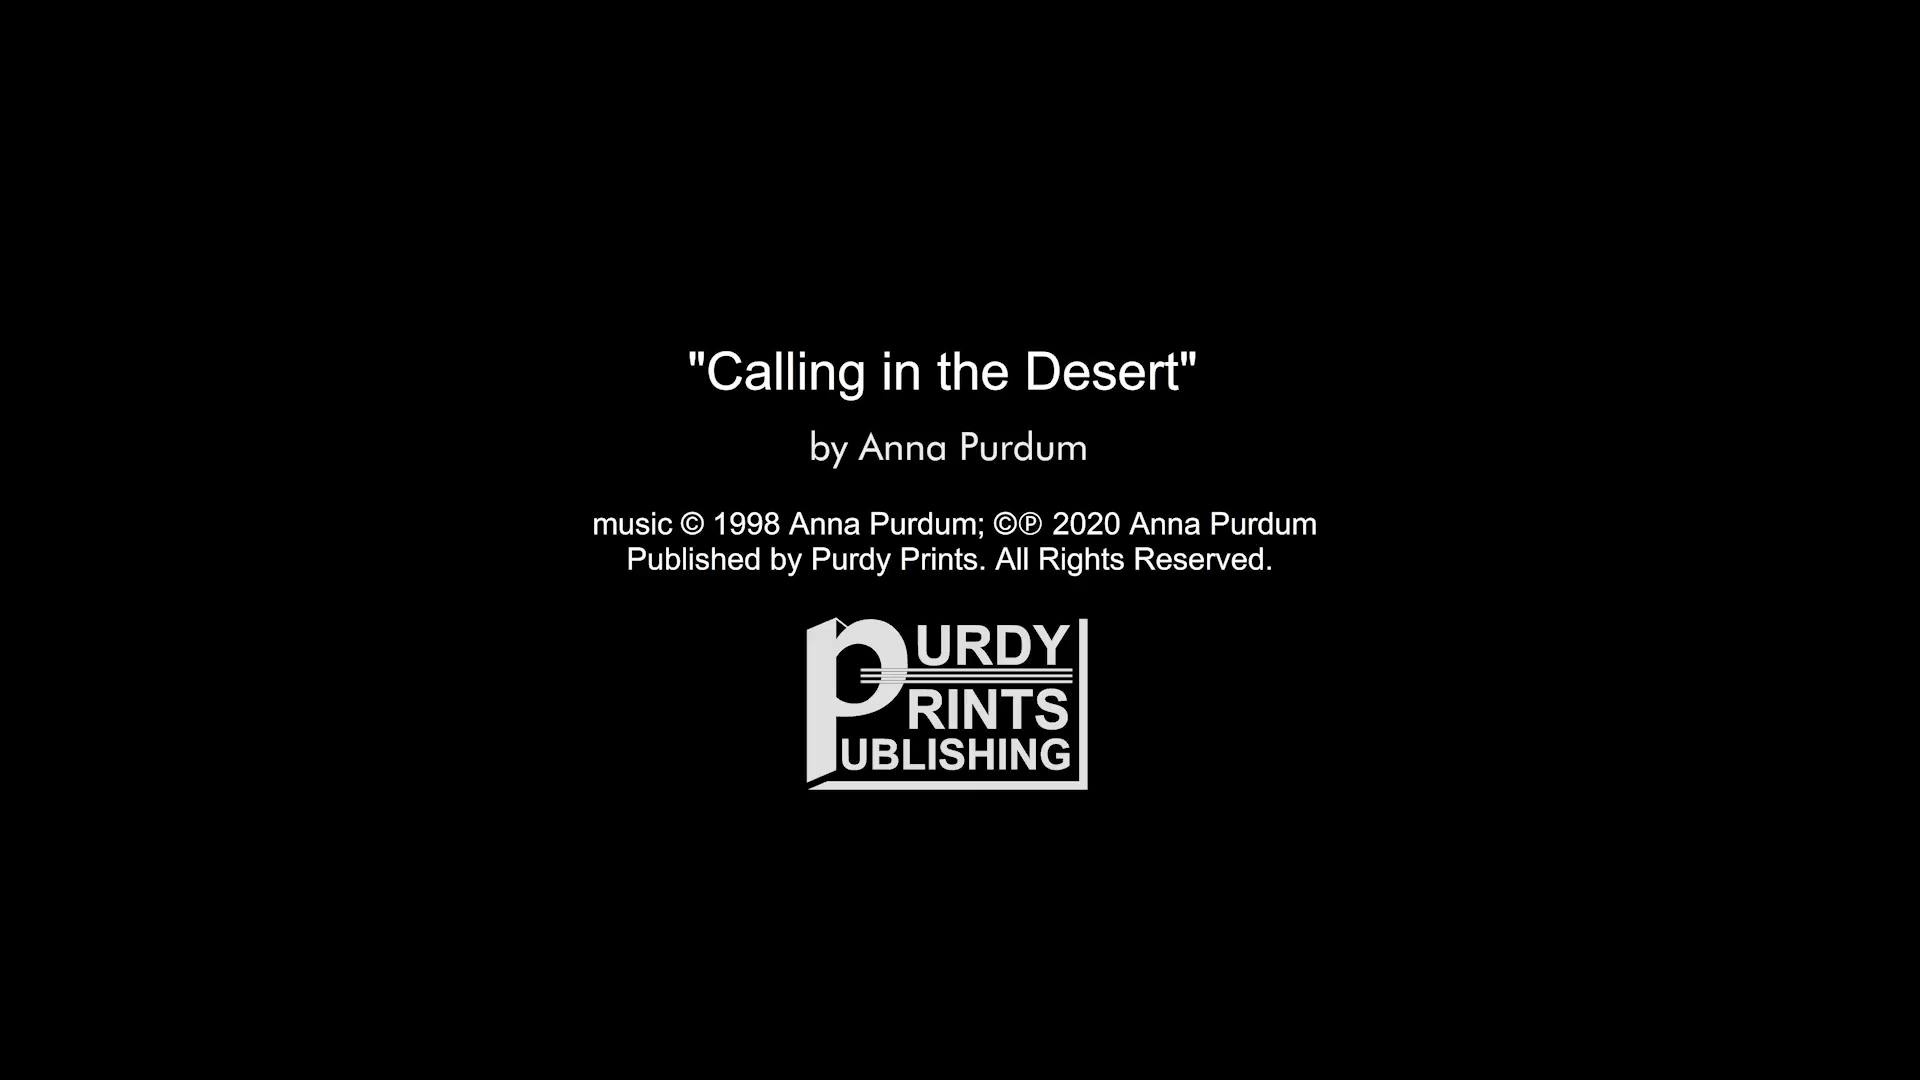 "Calling in the Desert"
by Anna Purdum
music © 1998 Anna Purdum; ©℗ 2020 Anna Purdum
Published by Purdy Prints. All Rights Reserved.
PURDY
PRINTS
PUBLISHING